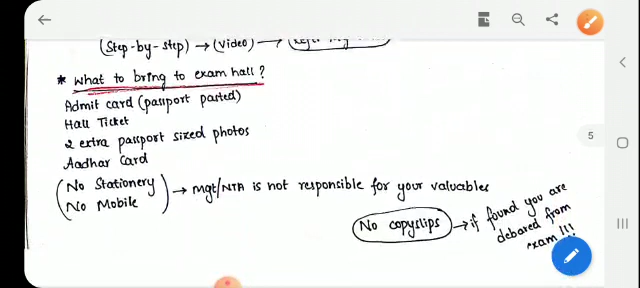 (Step-by-step) → (Video) →
* What to bring to exam hall?
Admit card (passport pasted)
Hall Ticket
2 extra passport sized photos
Aadhar Card
(No Stationery
No Mobile) → mgt/NTA is not responsible for your valuables
No copyslips → if found you are
debared from
exam !!!
5